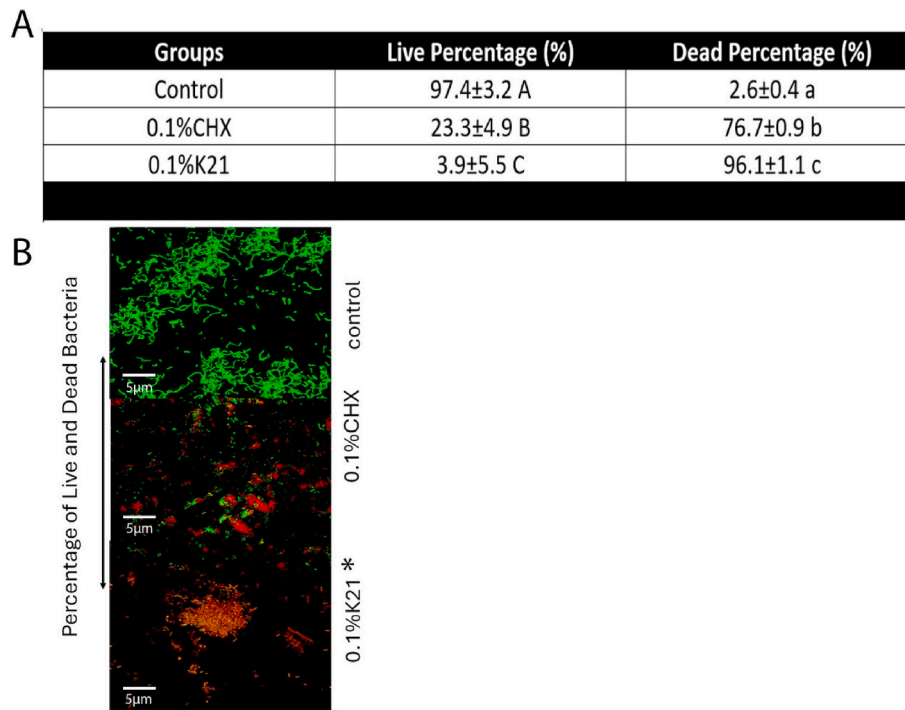 A
Groups Live Percentage (%) Dead Percentage (%)
Control 97.4±3.2 A 2.6±0.4 a
0.1%CHX 23.3±4.9 B 76.7±0.9 b
0.1%K21 3.9±5.5 C 96.1±1.1 c
B
Percentage of Live and Dead Bacteria
control
5μm
0.1%CHX
5μm
0.1%K21 *
5μm